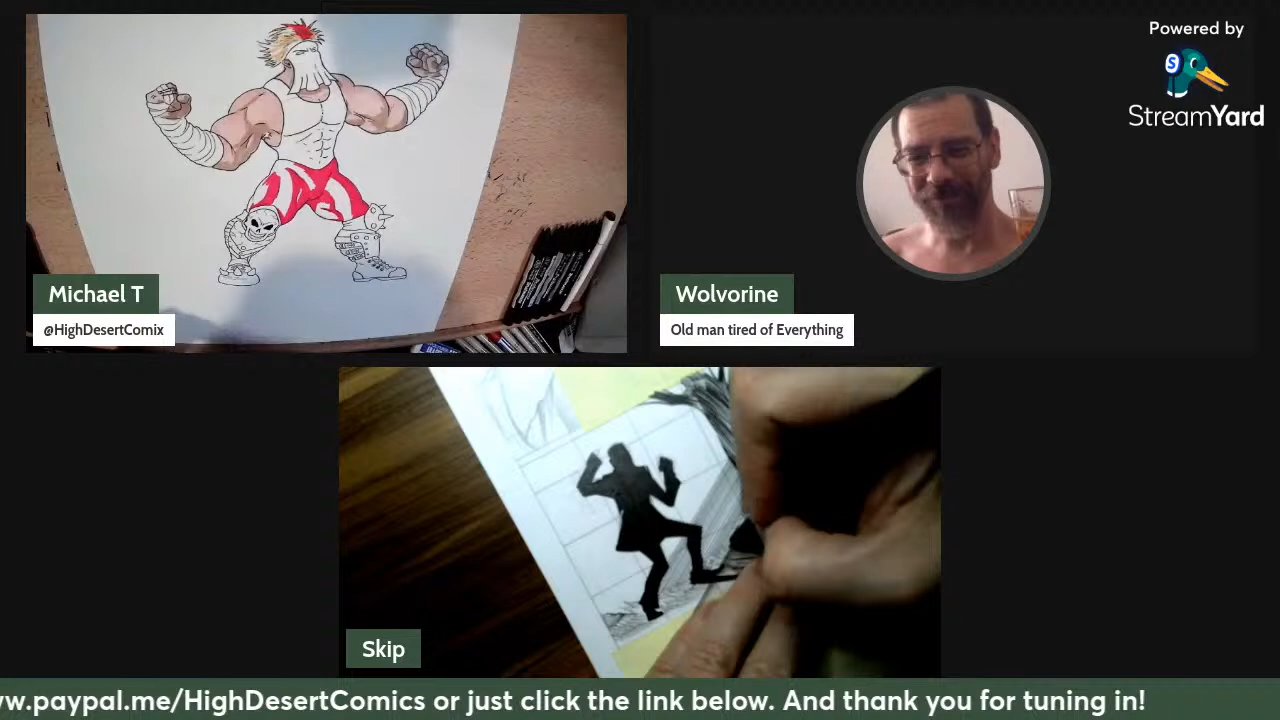 Powered by
S
StreamYard
Michael T
@HighDesertComix
Wolvorine
Old man tired of Everything
Skip
w.paypal.me/HighDesertComics or just click the link below. And thank you for tuning in!